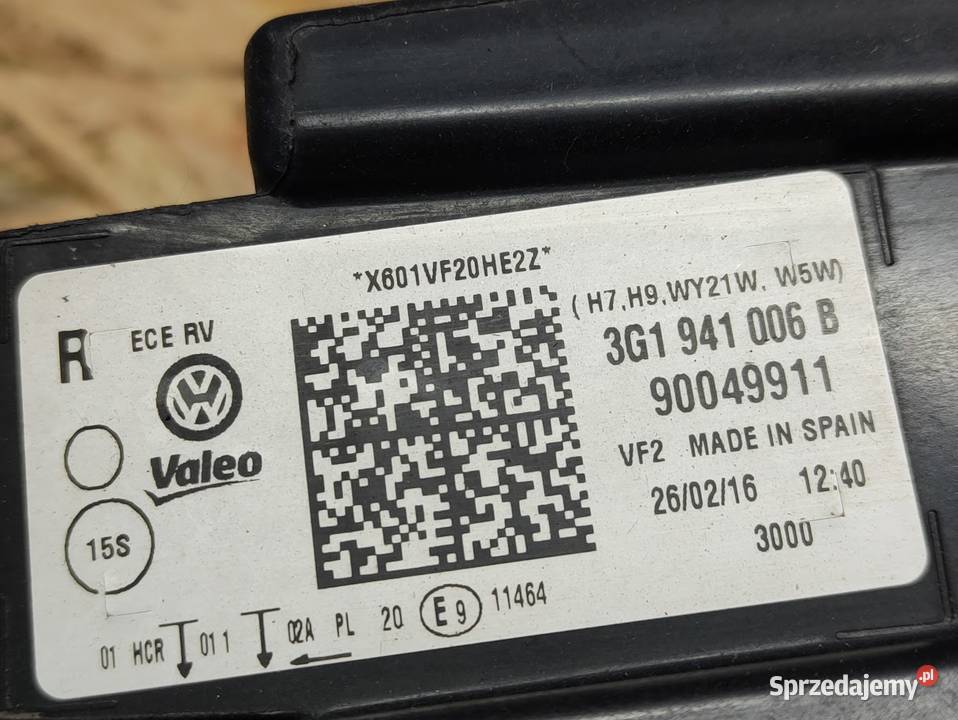 *X601VF20HE2Z*
R ECE RV
(H7,H9,WY21W, W5W)
3G1 941 006 B
90049911
Valeo
VF2 MADE IN SPAIN
26/02/16 12:40
15S
3000
01 HCR 01 1 02A PL 20 E9 11464
Sprzedajemy.pl